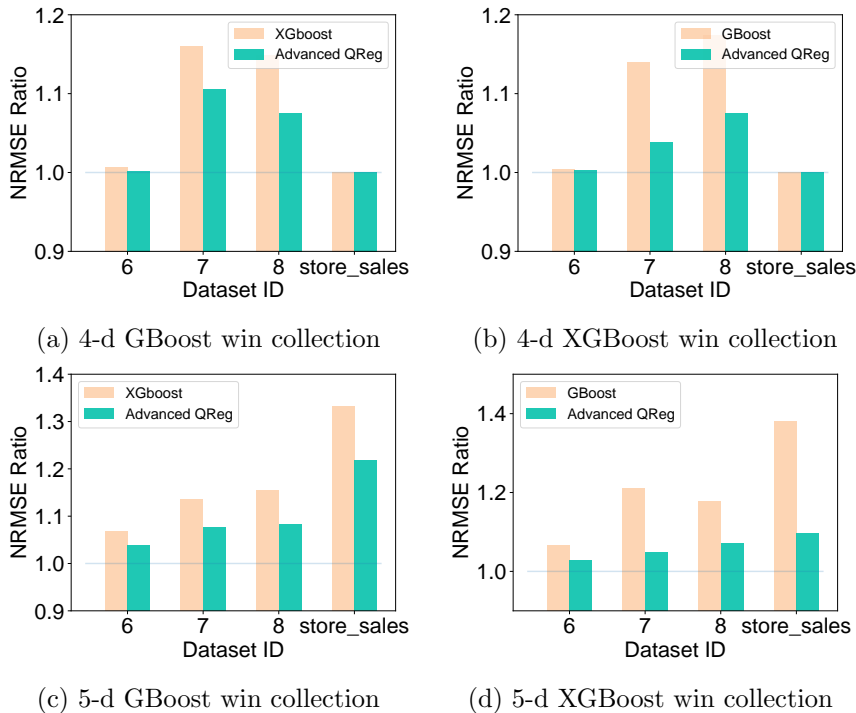 1.2
1.1
1.0
0.9
NRMSE Ratio
XGboost
Advanced QReg
6 7 8 store_sales
Dataset ID
(a) 4-d GBoost win collection
1.2
1.1
1.0
0.9
NRMSE Ratio
GBoost
Advanced QReg
6 7 8 store_sales
Dataset ID
(b) 4-d XGBoost win collection
1.4
1.3
1.2
1.1
1.0
0.9
NRMSE Ratio
XGboost
Advanced QReg
6 7 8 store_sales
Dataset ID
(c) 5-d GBoost win collection
1.4
1.2
1.0
NRMSE Ratio
GBoost
Advanced QReg
6 7 8 store_sales
Dataset ID
(d) 5-d XGBoost win collection